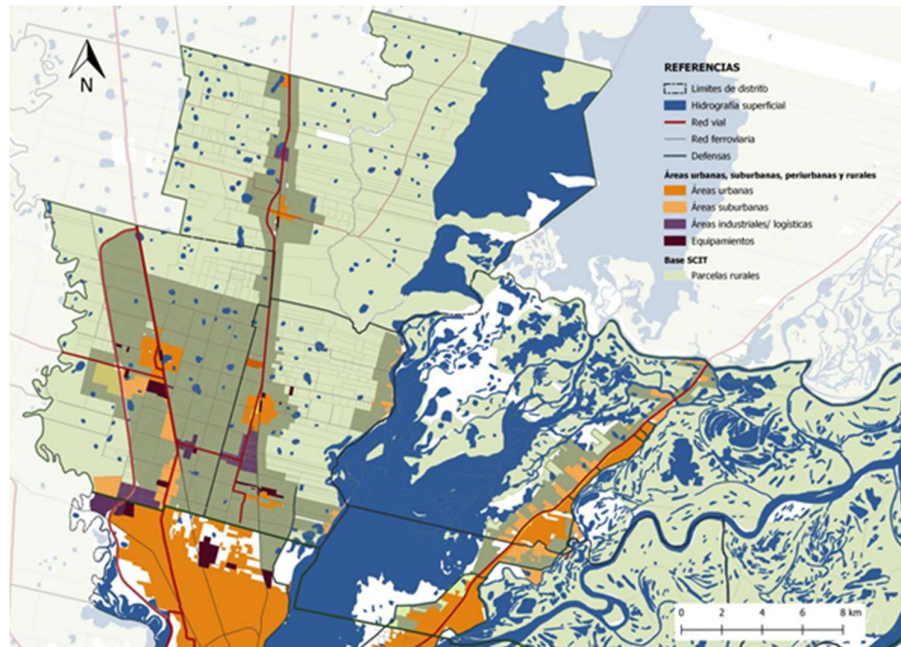 N
REFERENCIAS
Límites de distrito
Hidrografía superficial
Red vial
Red ferroviaria
Defensas
Áreas urbanas, suburbanas, periurbanas y rurales
Áreas urbanas
Áreas suburbanas
Áreas industriales/ logísticas
Equipamientos
Base SCIT
Parcelas rurales
0 2 4 6 8 km